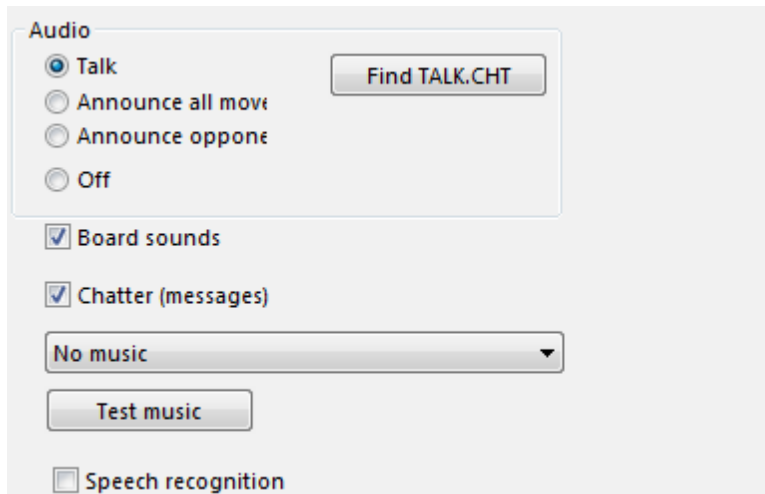 Audio
Talk
Find TALK.CHT
Announce all move
Announce oppone
Off
Board sounds
Chatter (messages)
No music
Test music
Speech recognition